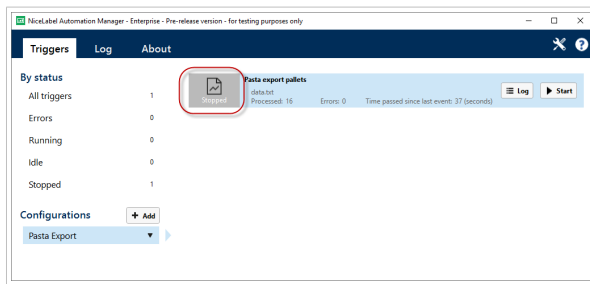 NiceLabel Automation Manager - Enterprise - Pre-release version - for testing purposes only
Triggers Log About
By status
All triggers 1
Errors 0
Running 0
Idle 0
Stopped 1
Configurations + Add
Pasta Export
Stopped
Pasta export pallets
data.txt
Processed: 16 Errors: 0 Time passed since last event: 37 (seconds)
Log Start